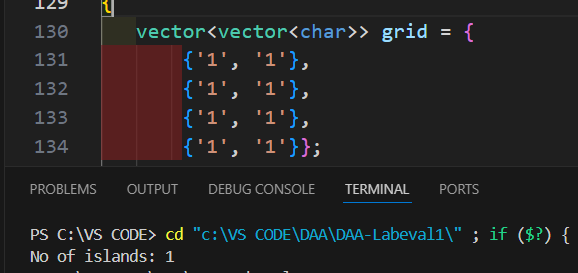 129 {
130 vector<vector<char>> grid = {
131 {'1', '1'},
132 {'1', '1'},
133 {'1', '1'},
134 {'1', '1'}};
PROBLEMS OUTPUT DEBUG CONSOLE TERMINAL PORTS
PS C:\VS CODE> cd "c:\VS CODE\DAA\DAA-Labeval1\" ; if ($?) {
No of islands: 1